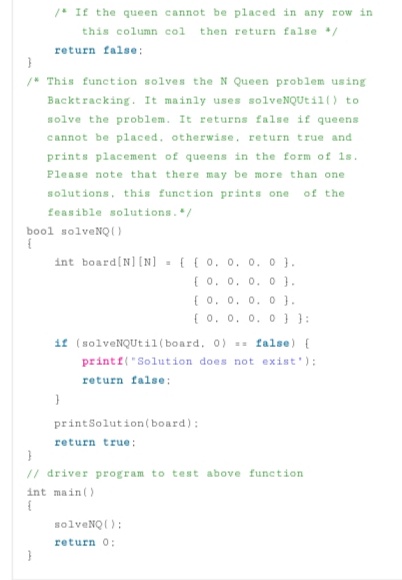 /* If the queen cannot be placed in any row in
this column col  then return false */
return false;
}
/* This function solves the N Queen problem using
Backtracking. It mainly uses solveNQUtil() to
solve the problem. It returns false if queens
cannot be placed, otherwise, return true and
prints placement of queens in the form of 1s.
Please note that there may be more than one
solutions, this function prints one  of the
feasible solutions.*/
bool solveNQ()
{
int board[N][N] = { { 0, 0, 0, 0 },
{ 0, 0, 0, 0 },
{ 0, 0, 0, 0 },
{ 0, 0, 0, 0 } };
if (solveNQUtil(board, 0) == false) {
printf("Solution does not exist");
return false;
}
printSolution(board);
return true;
}
// driver program to test above function
int main()
{
solveNQ();
return 0;
}